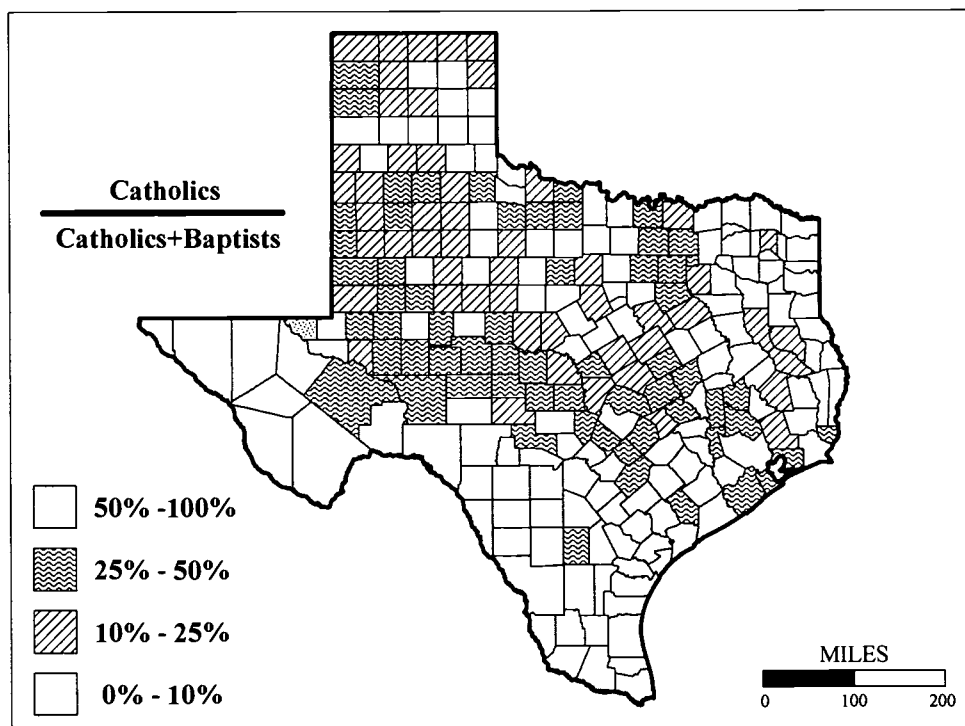 Catholics
Catholics+Baptists
50% -100%
25% - 50%
10% - 25%
0% - 10%
MILES
0 100 200